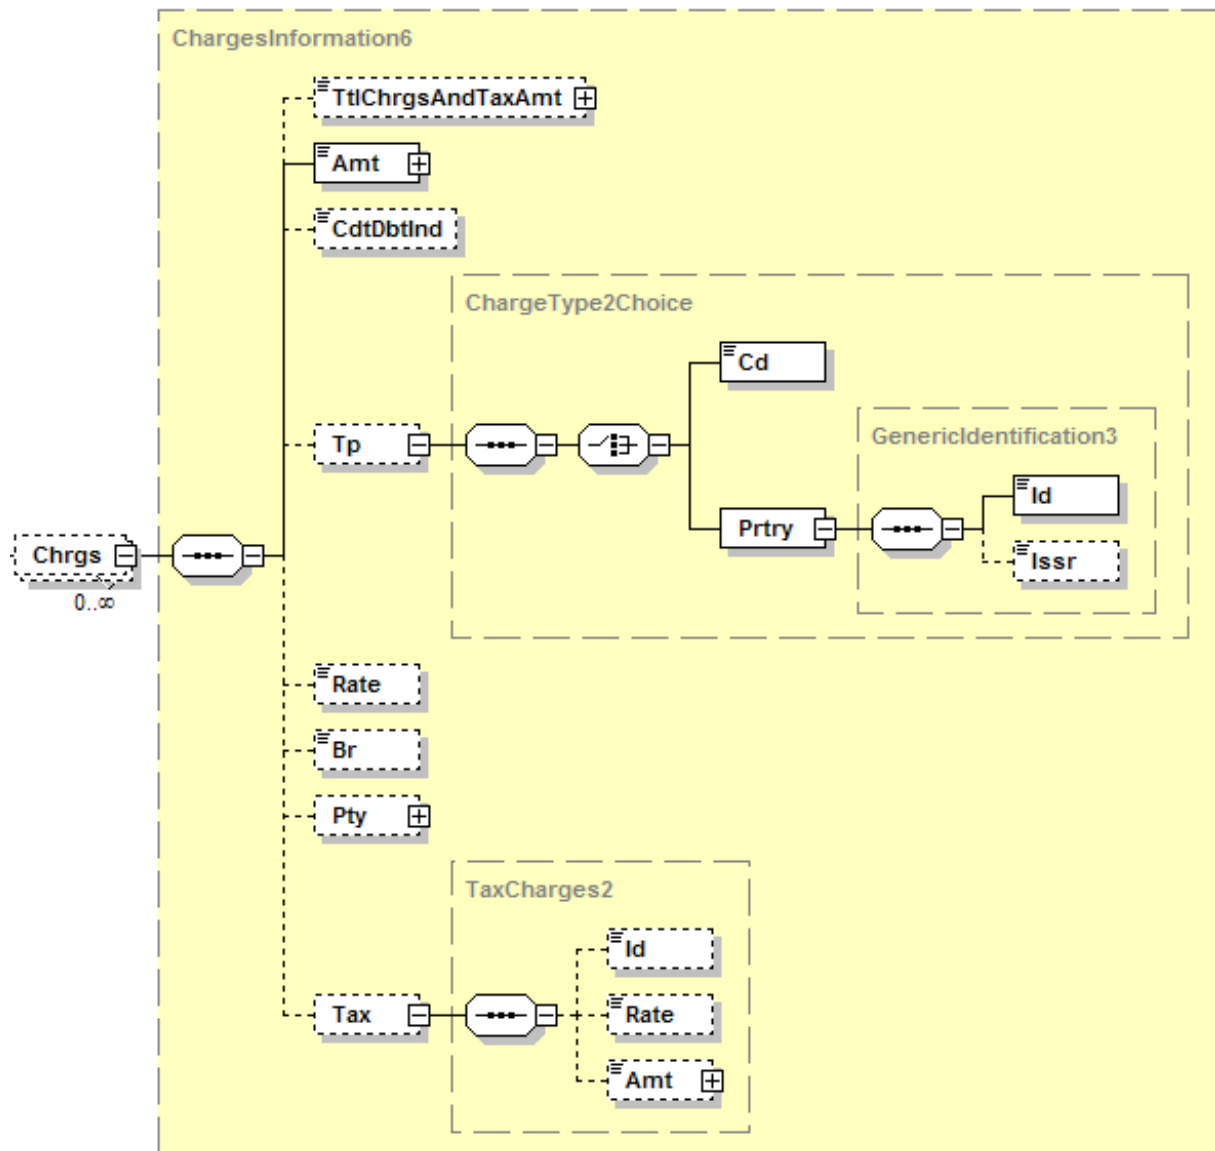 ChargesInformation6
TtlChrgsAndTaxAmt
Amt
CdtDbtInd
ChargeType2Choice
Cd
GenericIdentification3
Tp
Id
Prtry
Issr
Chrgs
0..∞
Rate
Br
Pty
TaxCharges2
Id
Tax
Rate
Amt